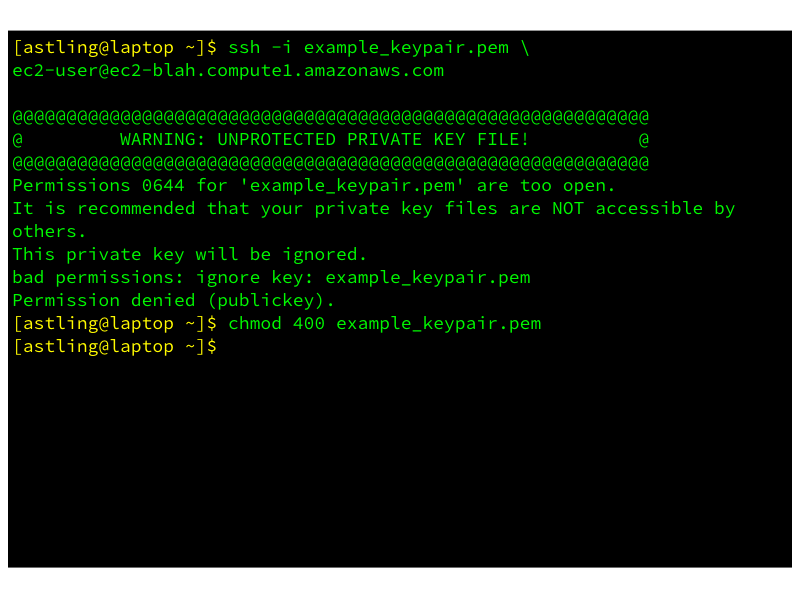 [astling@laptop ~]$ ssh -i example_keypair.pem \
ec2-user@ec2-blah.compute1.amazonaws.com
@@@@@@@@@@@@@@@@@@@@@@@@@@@@@@@@@@@@@@@@@@@@@@@@@@@@@@@@@@@
@         WARNING: UNPROTECTED PRIVATE KEY FILE!          @
@@@@@@@@@@@@@@@@@@@@@@@@@@@@@@@@@@@@@@@@@@@@@@@@@@@@@@@@@@@
Permissions 0644 for 'example_keypair.pem' are too open.
It is recommended that your private key files are NOT accessible by
others.
This private key will be ignored.
bad permissions: ignore key: example_keypair.pem
Permission denied (publickey).
[astling@laptop ~]$ chmod 400 example_keypair.pem
[astling@laptop ~]$